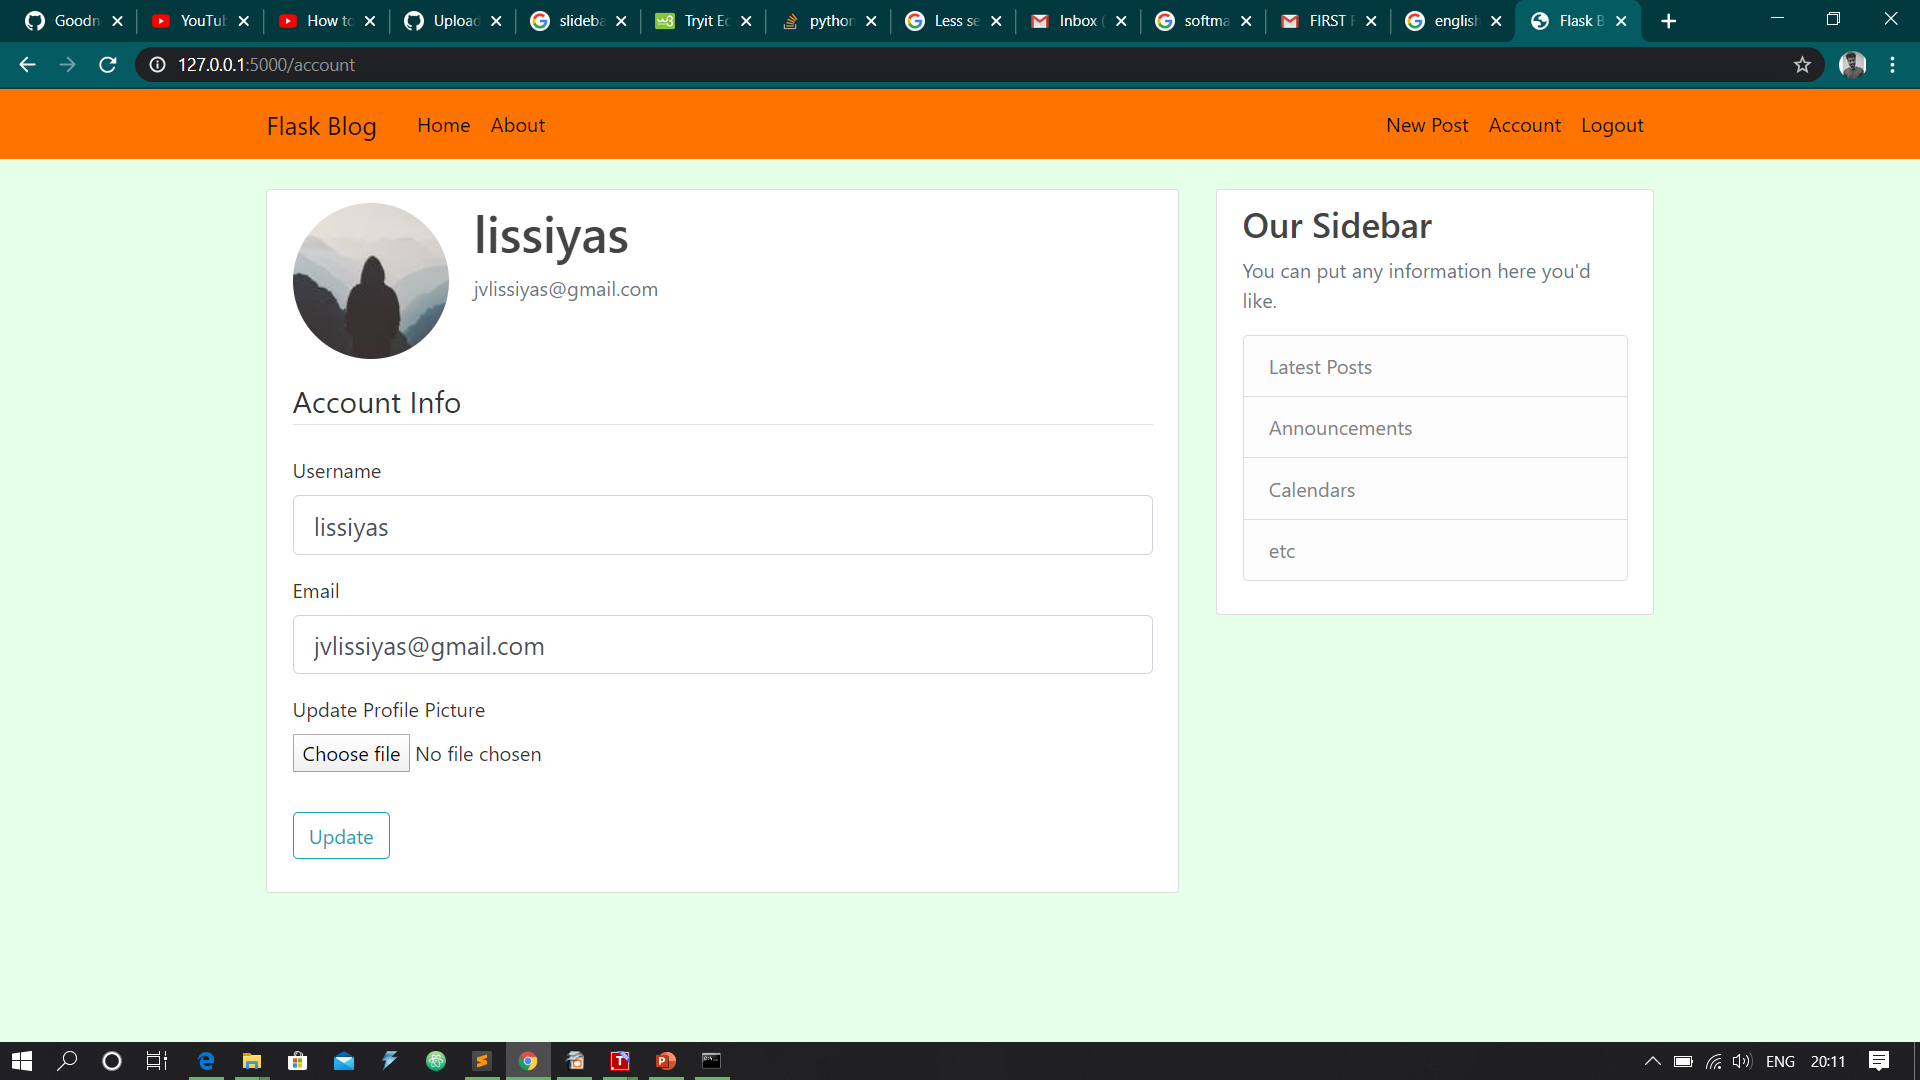 Goodn YouTub How to Upload slideba Tryit Ed python Less se Inbox ( softma FIRST F english Flask B
127.0.0.1:5000/account
Flask Blog Home About New Post Account Logout
lissiyas
jvlissiyas@gmail.com
Account Info
Username
lissiyas
Email
jvlissiyas@gmail.com
Update Profile Picture
Choose file No file chosen
Update
Our Sidebar
You can put any information here you'd
like.
Latest Posts
Announcements
Calendars
etc
ENG 20:11